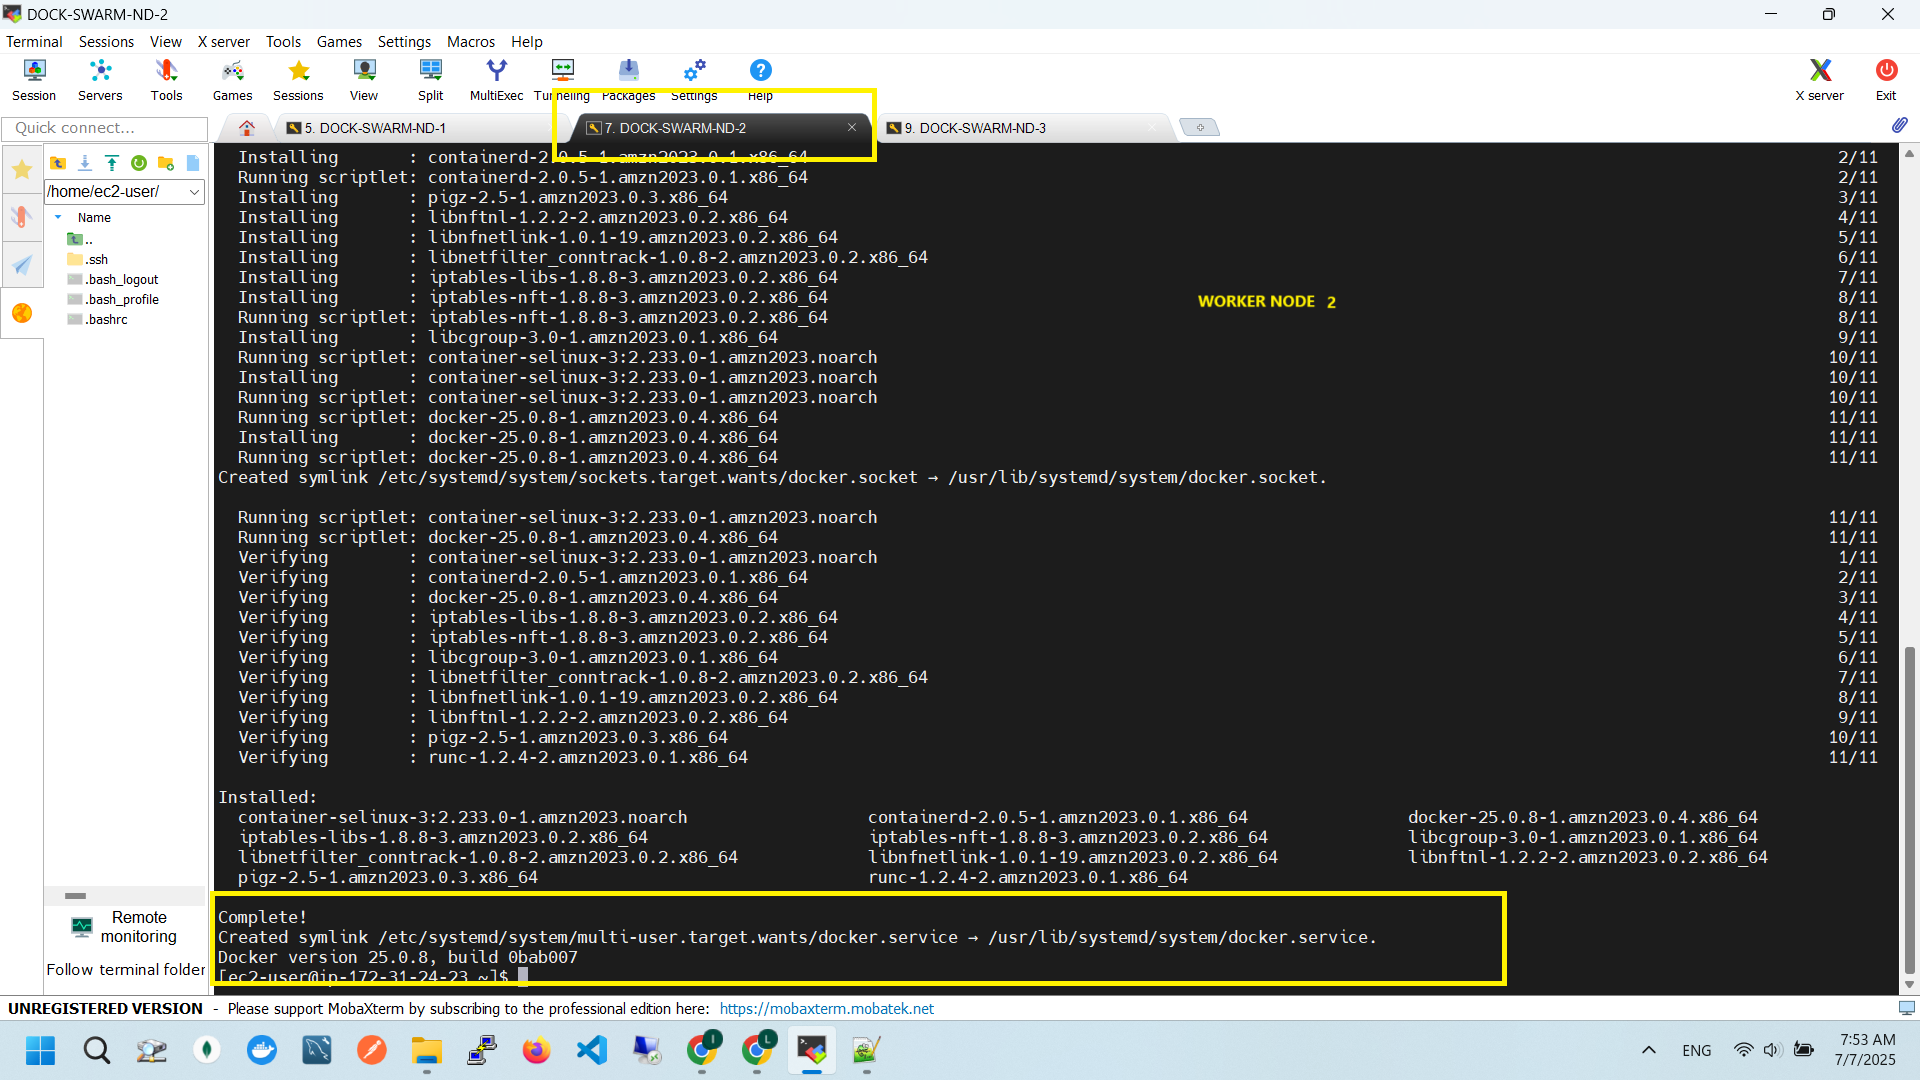 DOCK-SWARM-ND-2
Terminal Sessions View X server Tools Games Settings Macros Help
Session Servers Tools Games Sessions View Split MultiExec Tunneling Packages Settings Help X server Exit
Quick connect...
5. DOCK-SWARM-ND-1
7. DOCK-SWARM-ND-2
9. DOCK-SWARM-ND-3
/home/ec2-user/
Name
..
.ssh
.bash_logout
.bash_profile
.bashrc
Remote
monitoring
Follow terminal folder
WORKER NODE 2
Installing : containerd-2.0.5-1.amzn2023.0.1.x86_64 2/11
Running scriptlet: containerd-2.0.5-1.amzn2023.0.1.x86_64 2/11
Installing : pigz-2.5-1.amzn2023.0.3.x86_64 3/11
Installing : libnftnl-1.2.2-2.amzn2023.0.2.x86_64 4/11
Installing : libnfnetlink-1.0.1-19.amzn2023.0.2.x86_64 5/11
Installing : libnetfilter_conntrack-1.0.8-2.amzn2023.0.2.x86_64 6/11
Installing : iptables-libs-1.8.8-3.amzn2023.0.2.x86_64 7/11
Installing : iptables-nft-1.8.8-3.amzn2023.0.2.x86_64 8/11
Running scriptlet: iptables-nft-1.8.8-3.amzn2023.0.2.x86_64 8/11
Installing : libcgroup-3.0-1.amzn2023.0.1.x86_64 9/11
Running scriptlet: container-selinux-3:2.233.0-1.amzn2023.noarch 10/11
Installing : container-selinux-3:2.233.0-1.amzn2023.noarch 10/11
Running scriptlet: container-selinux-3:2.233.0-1.amzn2023.noarch 10/11
Running scriptlet: docker-25.0.8-1.amzn2023.0.4.x86_64 11/11
Installing : docker-25.0.8-1.amzn2023.0.4.x86_64 11/11
Running scriptlet: docker-25.0.8-1.amzn2023.0.4.x86_64 11/11
Created symlink /etc/systemd/system/sockets.target.wants/docker.socket → /usr/lib/systemd/system/docker.socket.
Running scriptlet: container-selinux-3:2.233.0-1.amzn2023.noarch 11/11
Running scriptlet: docker-25.0.8-1.amzn2023.0.4.x86_64 11/11
Verifying : container-selinux-3:2.233.0-1.amzn2023.noarch 1/11
Verifying : containerd-2.0.5-1.amzn2023.0.1.x86_64 2/11
Verifying : docker-25.0.8-1.amzn2023.0.4.x86_64 3/11
Verifying : iptables-libs-1.8.8-3.amzn2023.0.2.x86_64 4/11
Verifying : iptables-nft-1.8.8-3.amzn2023.0.2.x86_64 5/11
Verifying : libcgroup-3.0-1.amzn2023.0.1.x86_64 6/11
Verifying : libnetfilter_conntrack-1.0.8-2.amzn2023.0.2.x86_64 7/11
Verifying : libnfnetlink-1.0.1-19.amzn2023.0.2.x86_64 8/11
Verifying : libnftnl-1.2.2-2.amzn2023.0.2.x86_64 9/11
Verifying : pigz-2.5-1.amzn2023.0.3.x86_64 10/11
Verifying : runc-1.2.4-2.amzn2023.0.1.x86_64 11/11
Installed:
container-selinux-3:2.233.0-1.amzn2023.noarch containerd-2.0.5-1.amzn2023.0.1.x86_64 docker-25.0.8-1.amzn2023.0.4.x86_64
iptables-libs-1.8.8-3.amzn2023.0.2.x86_64 iptables-nft-1.8.8-3.amzn2023.0.2.x86_64 libcgroup-3.0-1.amzn2023.0.1.x86_64
libnetfilter_conntrack-1.0.8-2.amzn2023.0.2.x86_64 libnfnetlink-1.0.1-19.amzn2023.0.2.x86_64 libnftnl-1.2.2-2.amzn2023.0.2.x86_64
pigz-2.5-1.amzn2023.0.3.x86_64 runc-1.2.4-2.amzn2023.0.1.x86_64
Complete!
Created symlink /etc/systemd/system/multi-user.target.wants/docker.service → /usr/lib/systemd/system/docker.service.
Docker version 25.0.8, build 0bab007
[ec2-user@ip-172-31-24-23 ~]$
UNREGISTERED VERSION - Please support MobaXterm by subscribing to the professional edition here: https://mobaxterm.mobatek.net
I
L
ENG
7:53 AM
7/7/2025